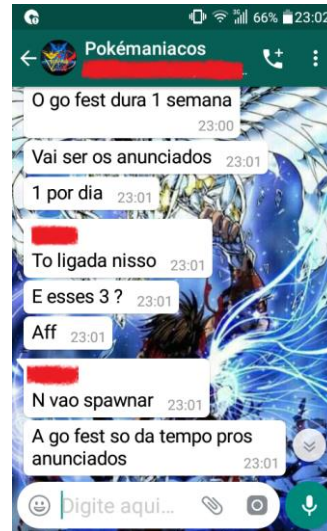 66% 23:02
Pokémaniacos
O go fest dura 1 semana
23:00
Vai ser os anunciados 23:01
1 por dia 23:01
To ligada nisso 23:01
E esses 3 ? 23:01
Aff 23:01
N vao spawnar 23:01
A go fest so da tempo pros
anunciados 23:01
Digite aqui...